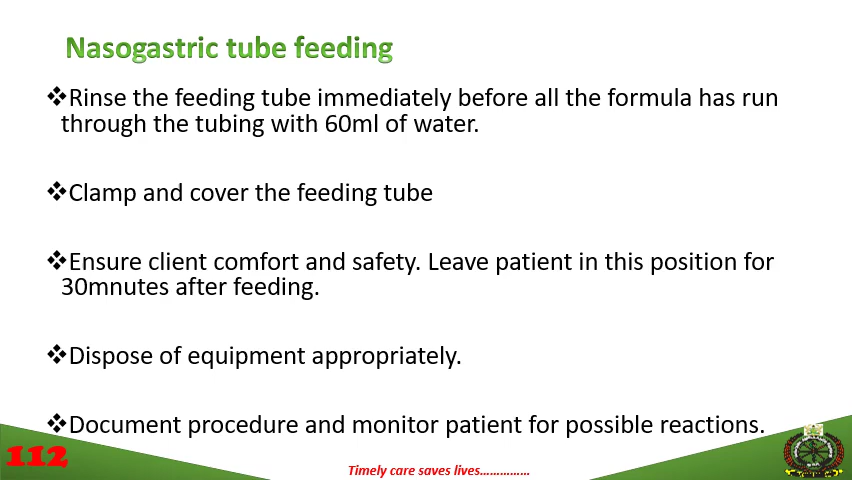 Nasogastric tube feeding
❖Rinse the feeding tube immediately before all the formula has run
through the tubing with 60ml of water.
❖Clamp and cover the feeding tube
❖Ensure client comfort and safety. Leave patient in this position for
30mnutes after feeding.
❖Dispose of equipment appropriately.
❖Document procedure and monitor patient for possible reactions.
112
Timely care saves lives……………